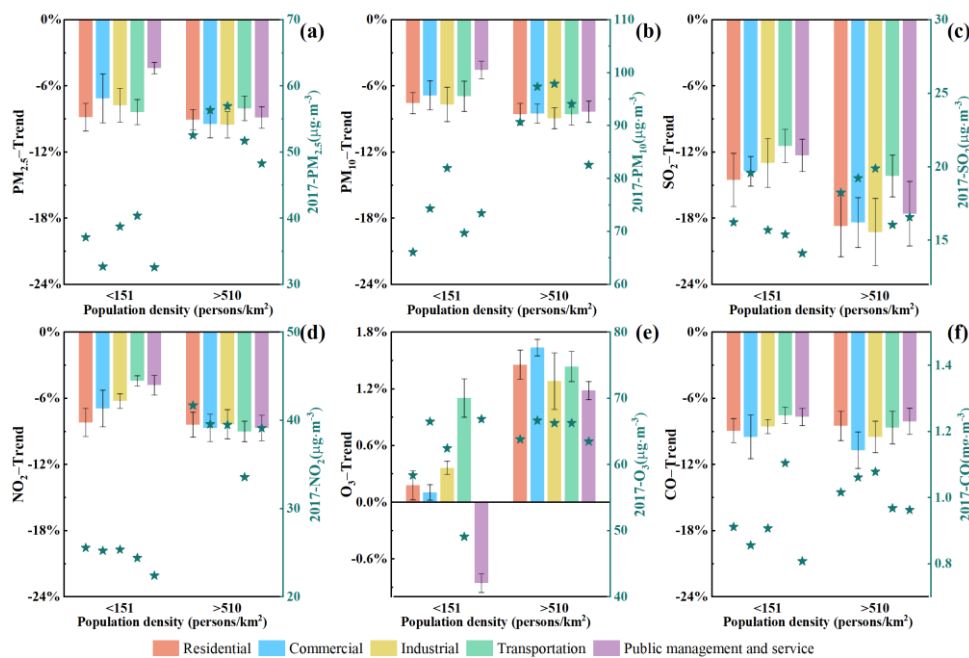 0% 70 0% 110 0% 30
(a) (b) (c)
-6% 60 -6% 100 -6% 25
90
-12% 50 -12% -12% 20
80
-18% 40 -18% 70 -18% 15
-24% 30 -24% 60 -24%
PM2.5−Trend 2017-PM2.5(μg·m-3) PM10−Trend 2017-PM10(μg·m-3) SO2−Trend 2017-SO2(μg·m-3)
<151 >510 <151 >510 <151 >510
Population density (persons/km2) Population density (persons/km2) Population density (persons/km2)
0% 50 1.8% 80 0%
(d) (e) (f)
1.4
-6% 40 1.2% 70 -6% 1.2
0.6% 60
-12% -12% 1.0
30 0.0% 50
-18% -0.6% -18% 0.8
-24% 20 40 -24%
NO2−Trend 2017-NO2(μg·m-3) O3−Trend 2017-O3(μg·m-3) CO−Trend 2017-CO(μg·m-3)
<151 >510 <151 >510 <151 >510
Population density (persons/km2) Population density (persons/km2) Population density (persons/km2)
Residential Commercial Industrial Transportation Public management and service